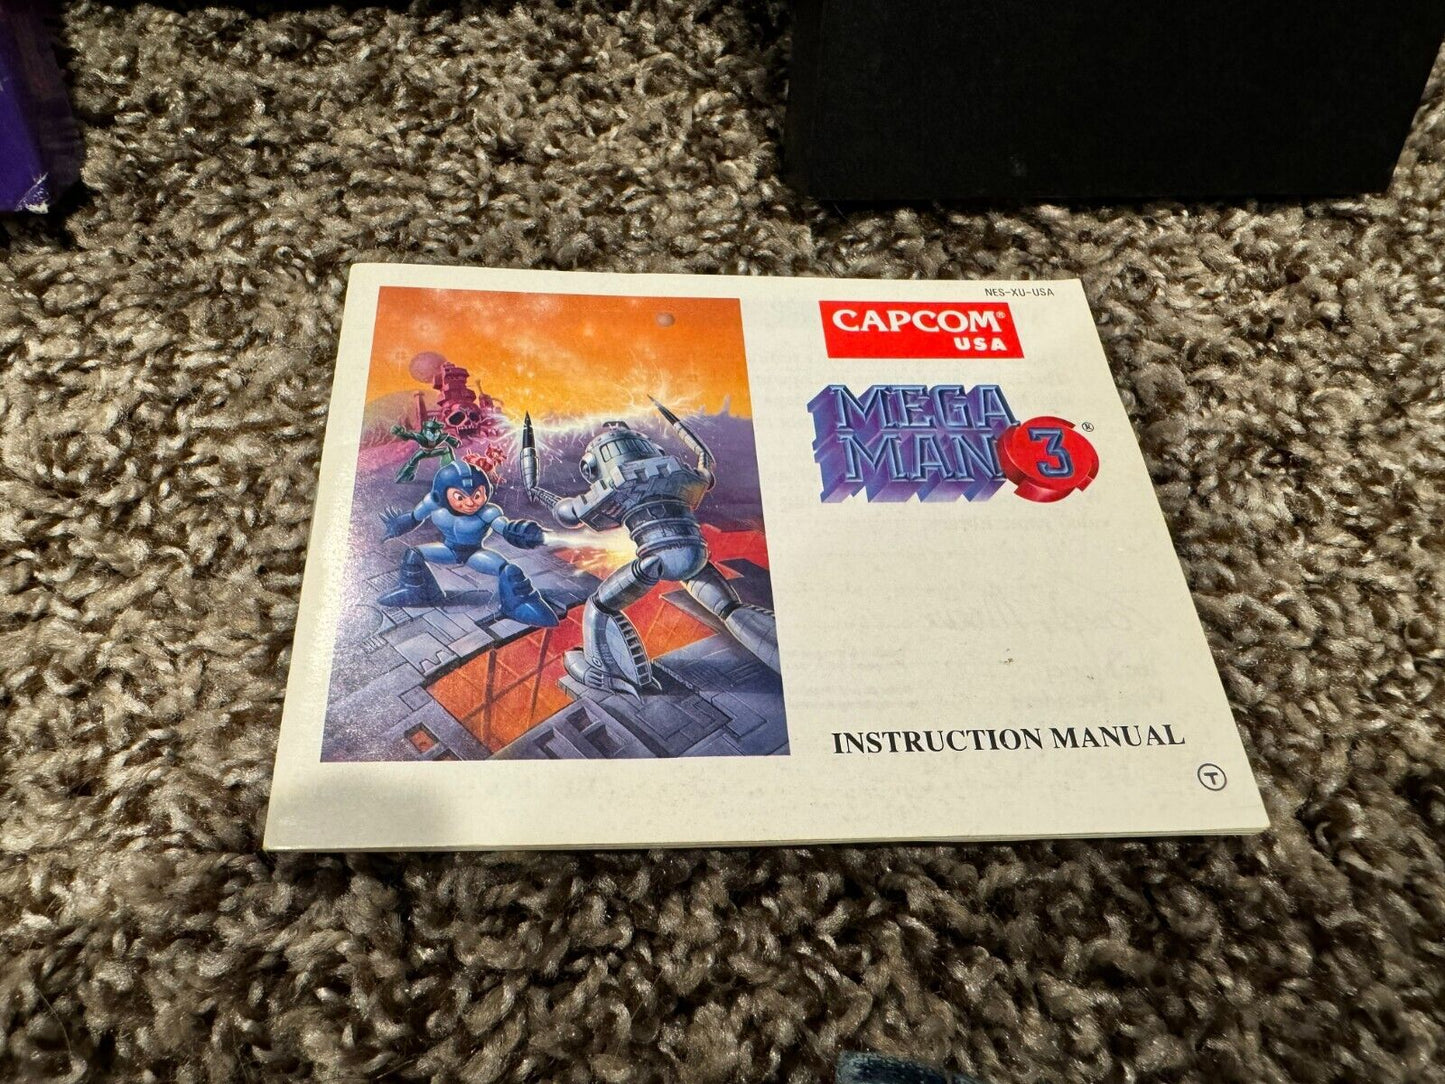 NES-XU-USA
CAPCOM®
USA
MEGA
MAN 3®
INSTRUCTION MANUAL
T